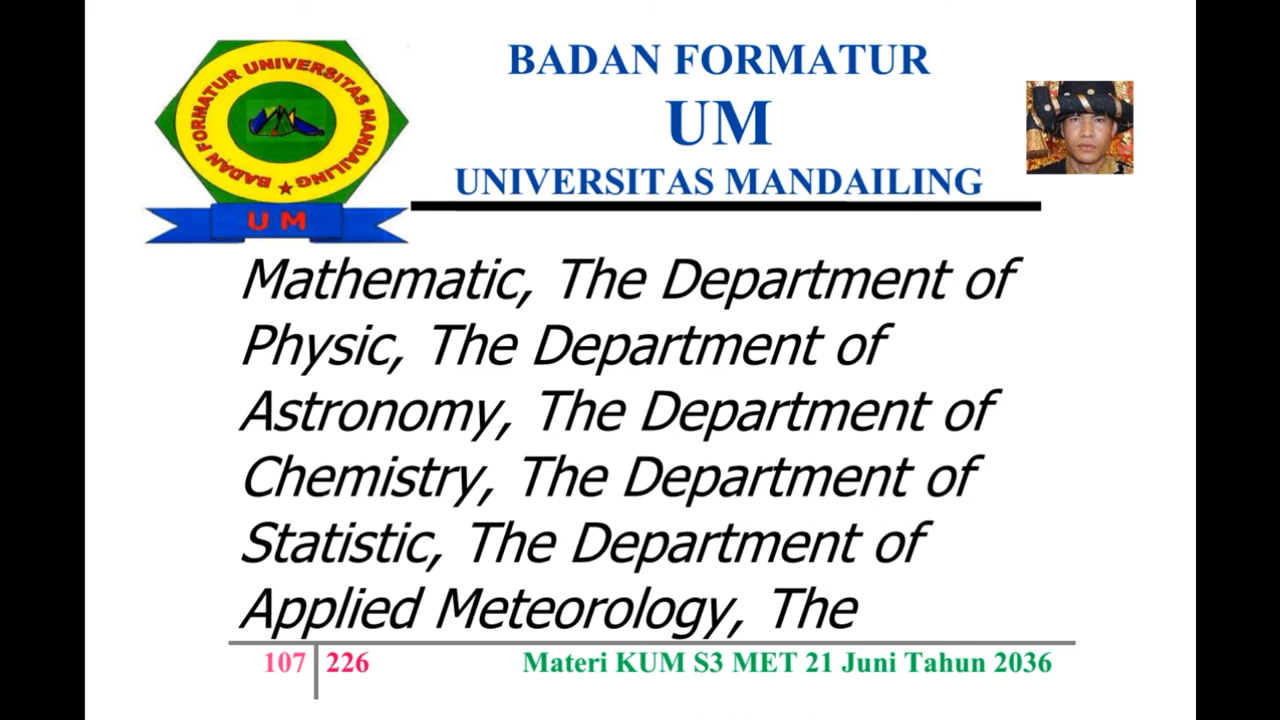 BADAN FORMATUR UNIVERSITAS MANDAILING
UM
BADAN FORMATUR
UM
UNIVERSITAS MANDAILING
Mathematic, The Department of
Physic, The Department of
Astronomy, The Department of
Chemistry, The Department of
Statistic, The Department of
Applied Meteorology, The
107 226 Materi KUM S3 MET 21 Juni Tahun 2036